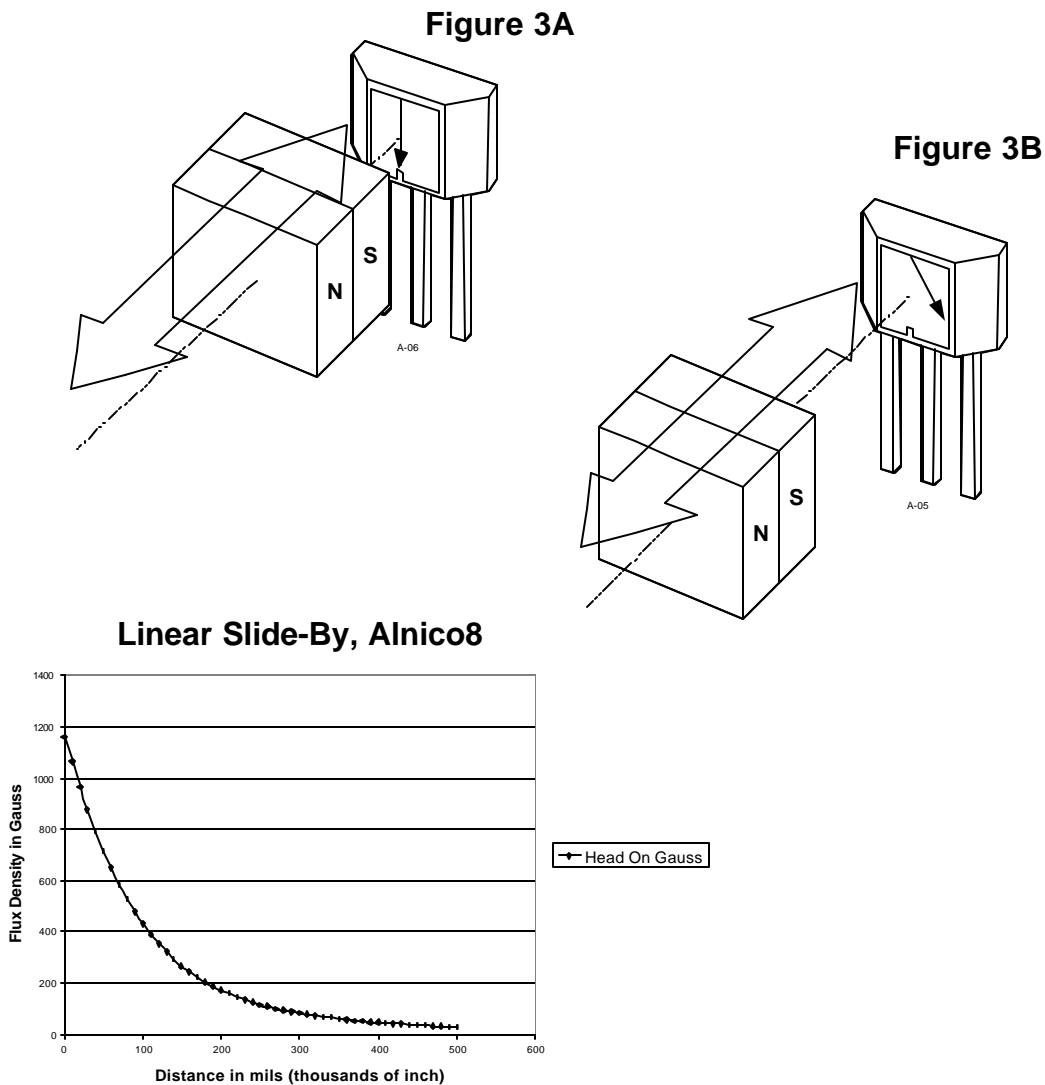 Figure 3A
Figure 3B
N
S
A-06
N
S
A-05
Linear Slide-By, Alnico8
1400
1200
1000
800
600
400
200
0
Flux Density in Gauss
0 100 200 300 400 500 600
Distance in mils (thousands of inch)
Head On Gauss